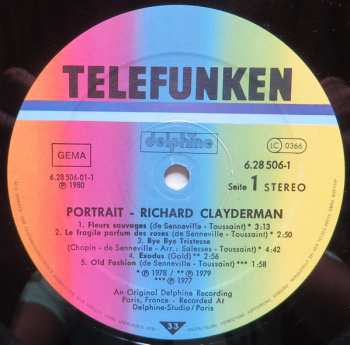 TELEFUNKEN
delphine
GEMA
LC 0366
6.28 506-01-1
Ⓟ 1980
6.28 506-1
Seite 1 STEREO
PORTRAIT - RICHARD CLAYDERMAN
1. Fleurs sauvages (de Senneville - Toussaint) * 3:13
2. Le fragile parfum des roses (de Senneville - Toussaint) * 2:50
3. Bye Bye Tristesse
(Chopin - de Senneville - Arr.: Salesses - Toussaint) * 4:42
4. Exodus (Gold) ** 2:56
5. Old Fashion (de Senneville - Toussaint) *** 1:58
* Ⓟ 1978 / ** Ⓟ 1979
*** Ⓟ 1977
An Original Delphine Recording
Paris, France - Recorded At
Delphine-Studio/Paris
33